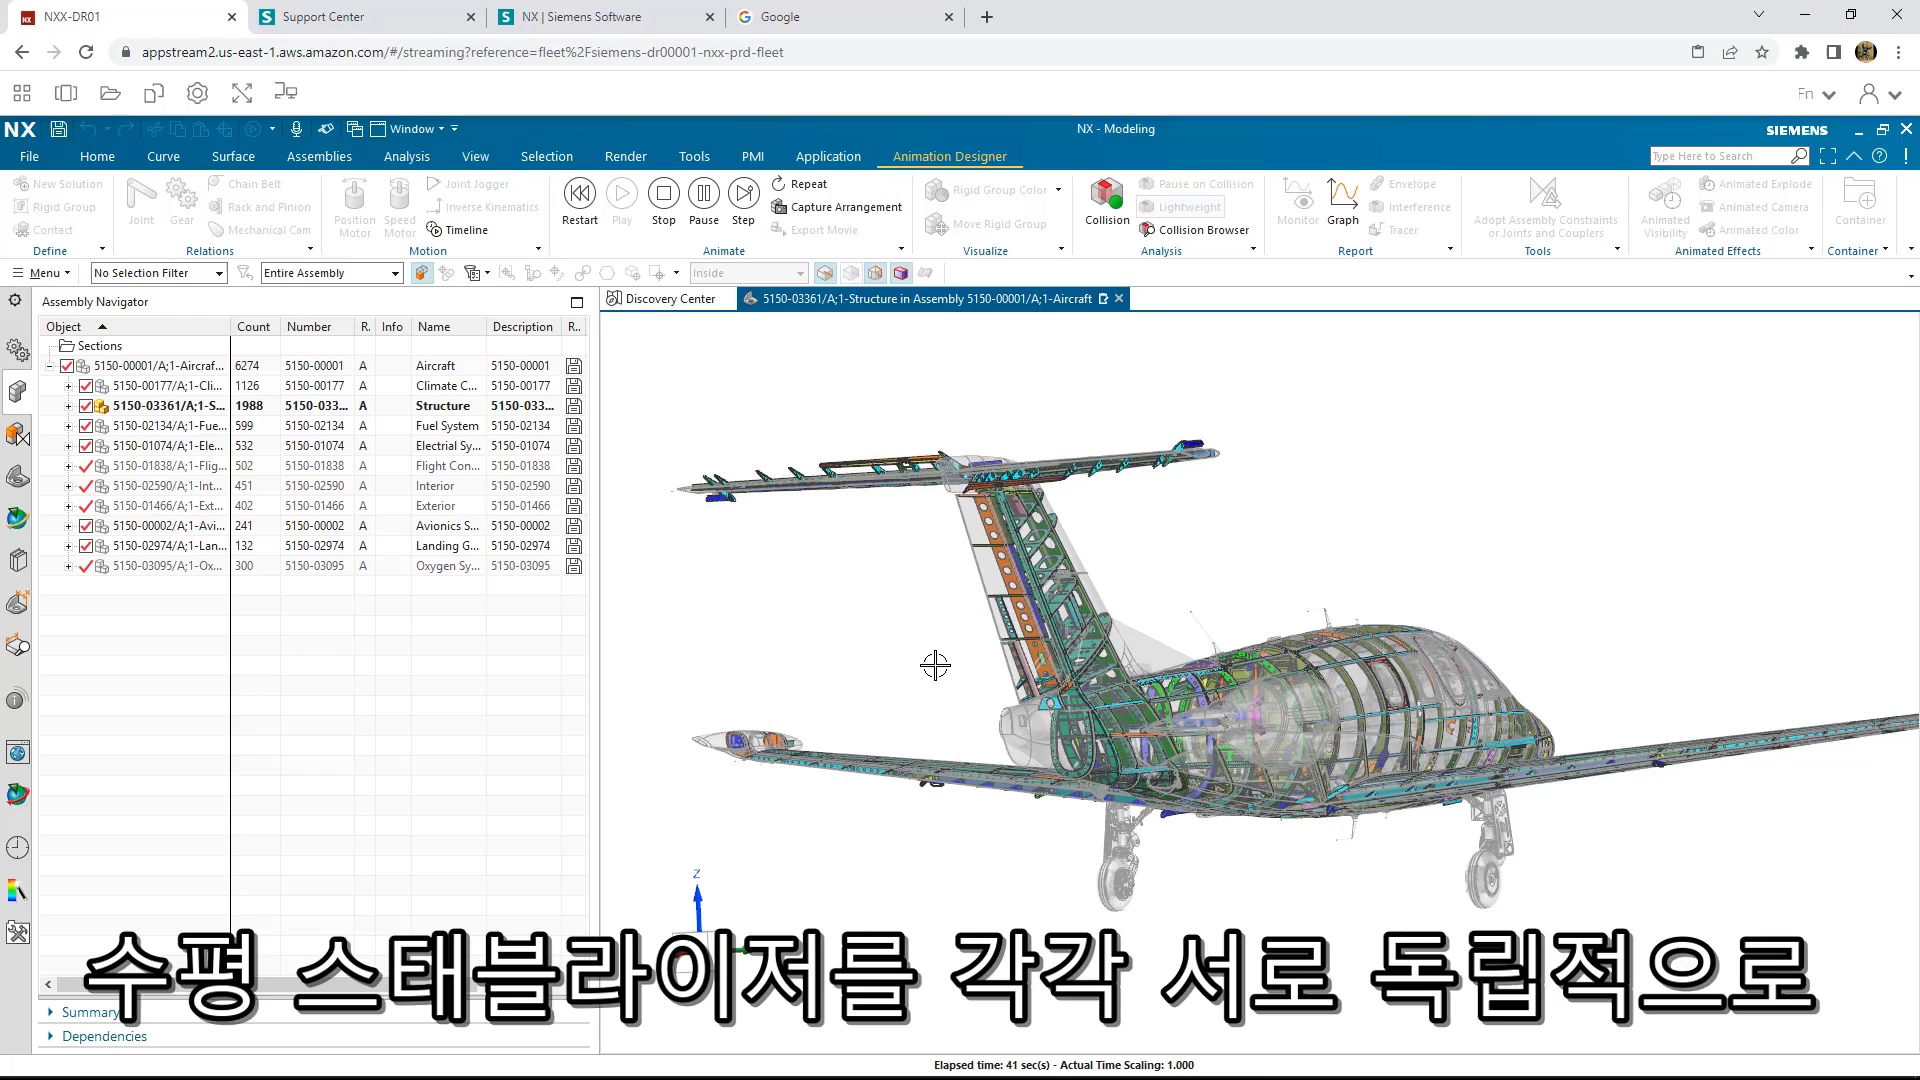 NXX-DR01
Support Center
NX | Siemens Software
Google
appstream2.us-east-1.aws.amazon.com/#/streaming?reference=fleet%2Fsiemens-dr00001-nxx-prd-fleet
Fn
NX Window NX - Modeling SIEMENS
File Home Curve Surface Assemblies Analysis View Selection Render Tools PMI Application Animation Designer Type Here to Search
New Solution
Rigid Group
Contact
Define
Joint
Gear
Chain Belt
Rack and Pinion
Mechanical Cam
Relations
Position Motor
Speed Motor
Joint Jogger
Inverse Kinematics
Timeline
Motion
Restart
Play
Stop
Pause
Step
Repeat
Capture Arrangement
Export Movie
Animate
Rigid Group Color
Move Rigid Group
Visualize
Collision
Pause on Collision
Lightweight
Collision Browser
Analysis
Monitor
Graph
Envelope
Interference
Tracer
Report
Adopt Assembly Constraints
or Joints and Couplers
Tools
Animated Visibility
Animated Explode
Animated Camera
Animated Color
Animated Effects
Container
Container
Menu No Selection Filter Entire Assembly Inside
Assembly Navigator
Discovery Center
5150-03361/A;1-Structure in Assembly 5150-00001/A;1-Aircraft
Object Count Number R. Info Name Description R..
Sections
5150-00001/A;1-Aircraf... 6274 5150-00001 A Aircraft 5150-00001
5150-00177/A;1-Cli... 1126 5150-00177 A Climate C... 5150-00177
5150-03361/A;1-S... 1988 5150-033... A Structure 5150-033...
5150-02134/A;1-Fue... 599 5150-02134 A Fuel System 5150-02134
5150-01074/A;1-Ele... 532 5150-01074 A Electrial Sy... 5150-01074
5150-01838/A;1-Flig... 502 5150-01838 A Flight Con... 5150-01838
5150-02590/A;1-Int... 451 5150-02590 A Interior 5150-02590
5150-01466/A;1-Ext... 402 5150-01466 A Exterior 5150-01466
5150-00002/A;1-Avi... 241 5150-00002 A Avionics S... 5150-00002
5150-02974/A;1-Lan... 132 5150-02974 A Landing G... 5150-02974
5150-03095/A;1-Ox... 300 5150-03095 A Oxygen Sy... 5150-03095
Z
수평 스태블라이저를 각각 서로 독립적으로
Summary
Dependencies
Elapsed time: 41 sec(s) - Actual Time Scaling: 1.000